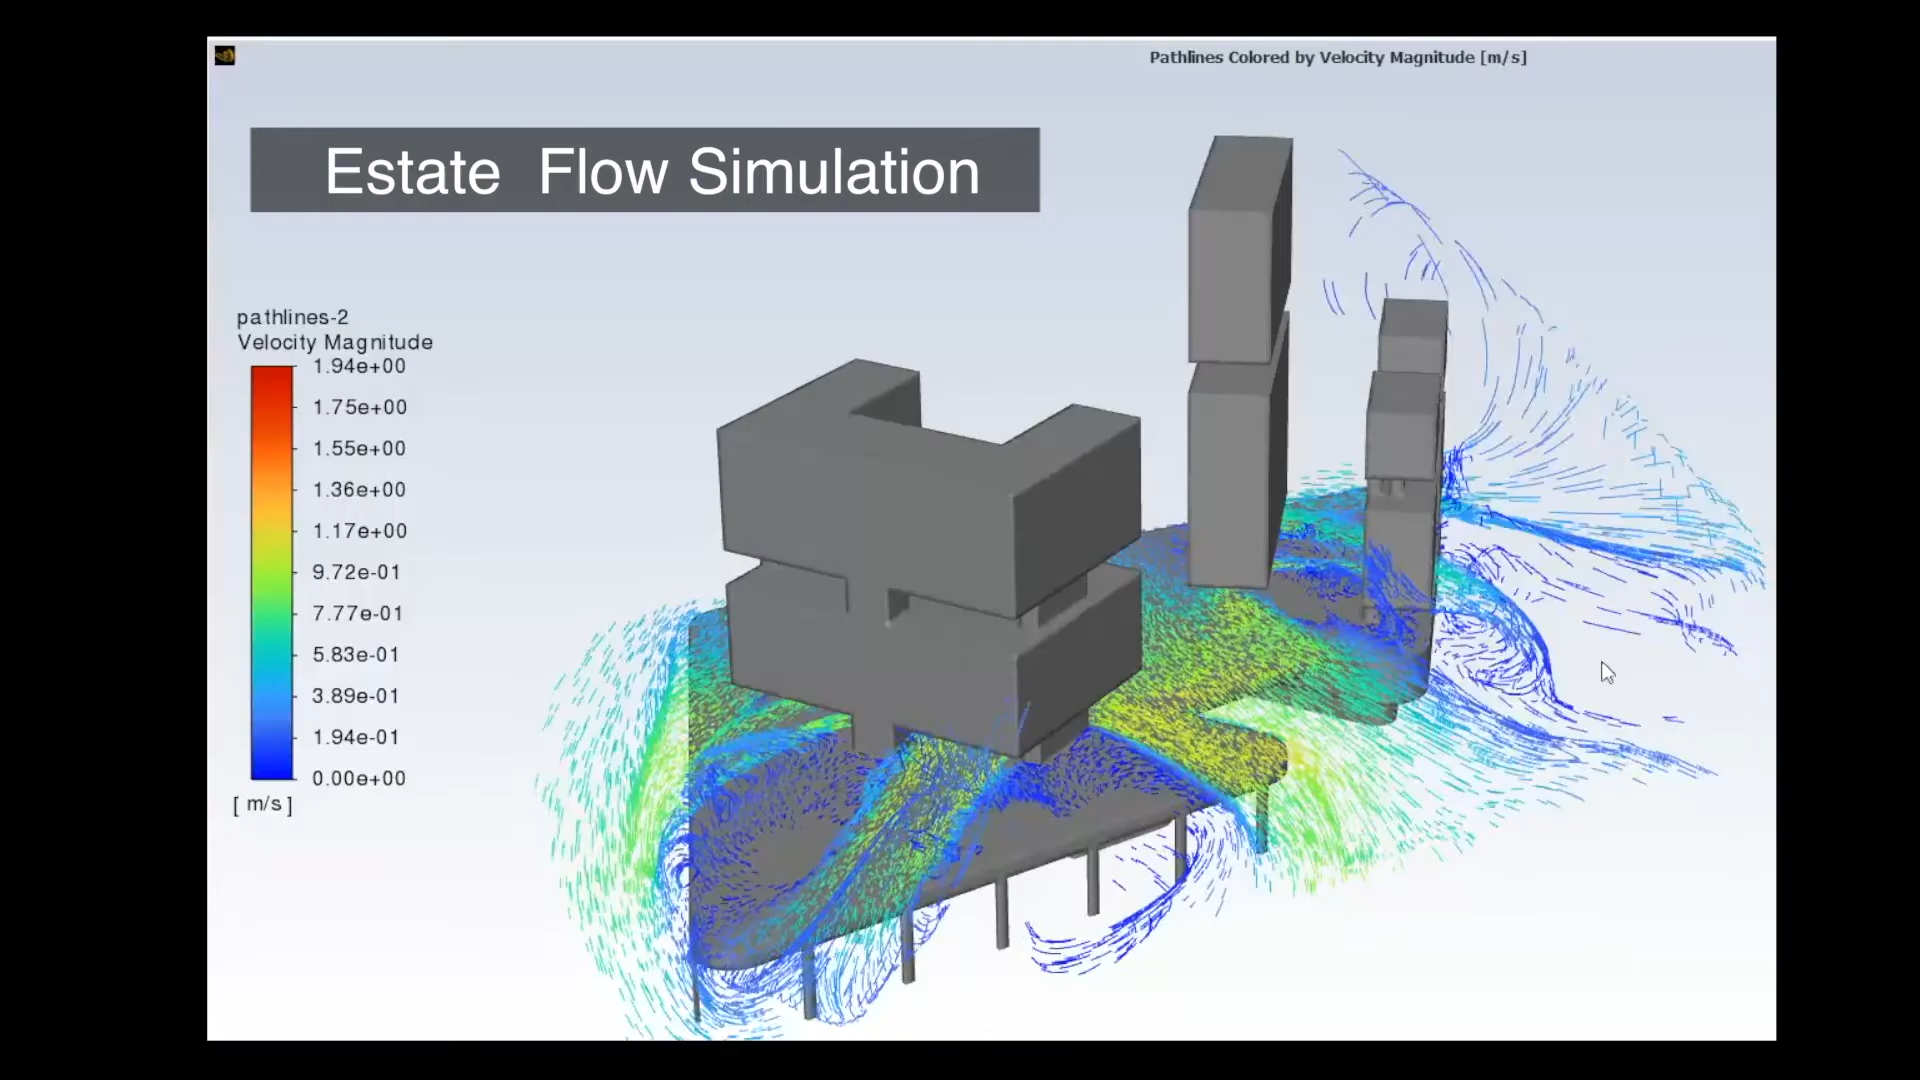 Pathlines Colored by Velocity Magnitude [m/s]
Estate Flow Simulation
pathlines-2
Velocity Magnitude
1.94e+00
1.75e+00
1.55e+00
1.36e+00
1.17e+00
9.72e-01
7.77e-01
5.83e-01
3.89e-01
1.94e-01
0.00e+00
[ m/s ]